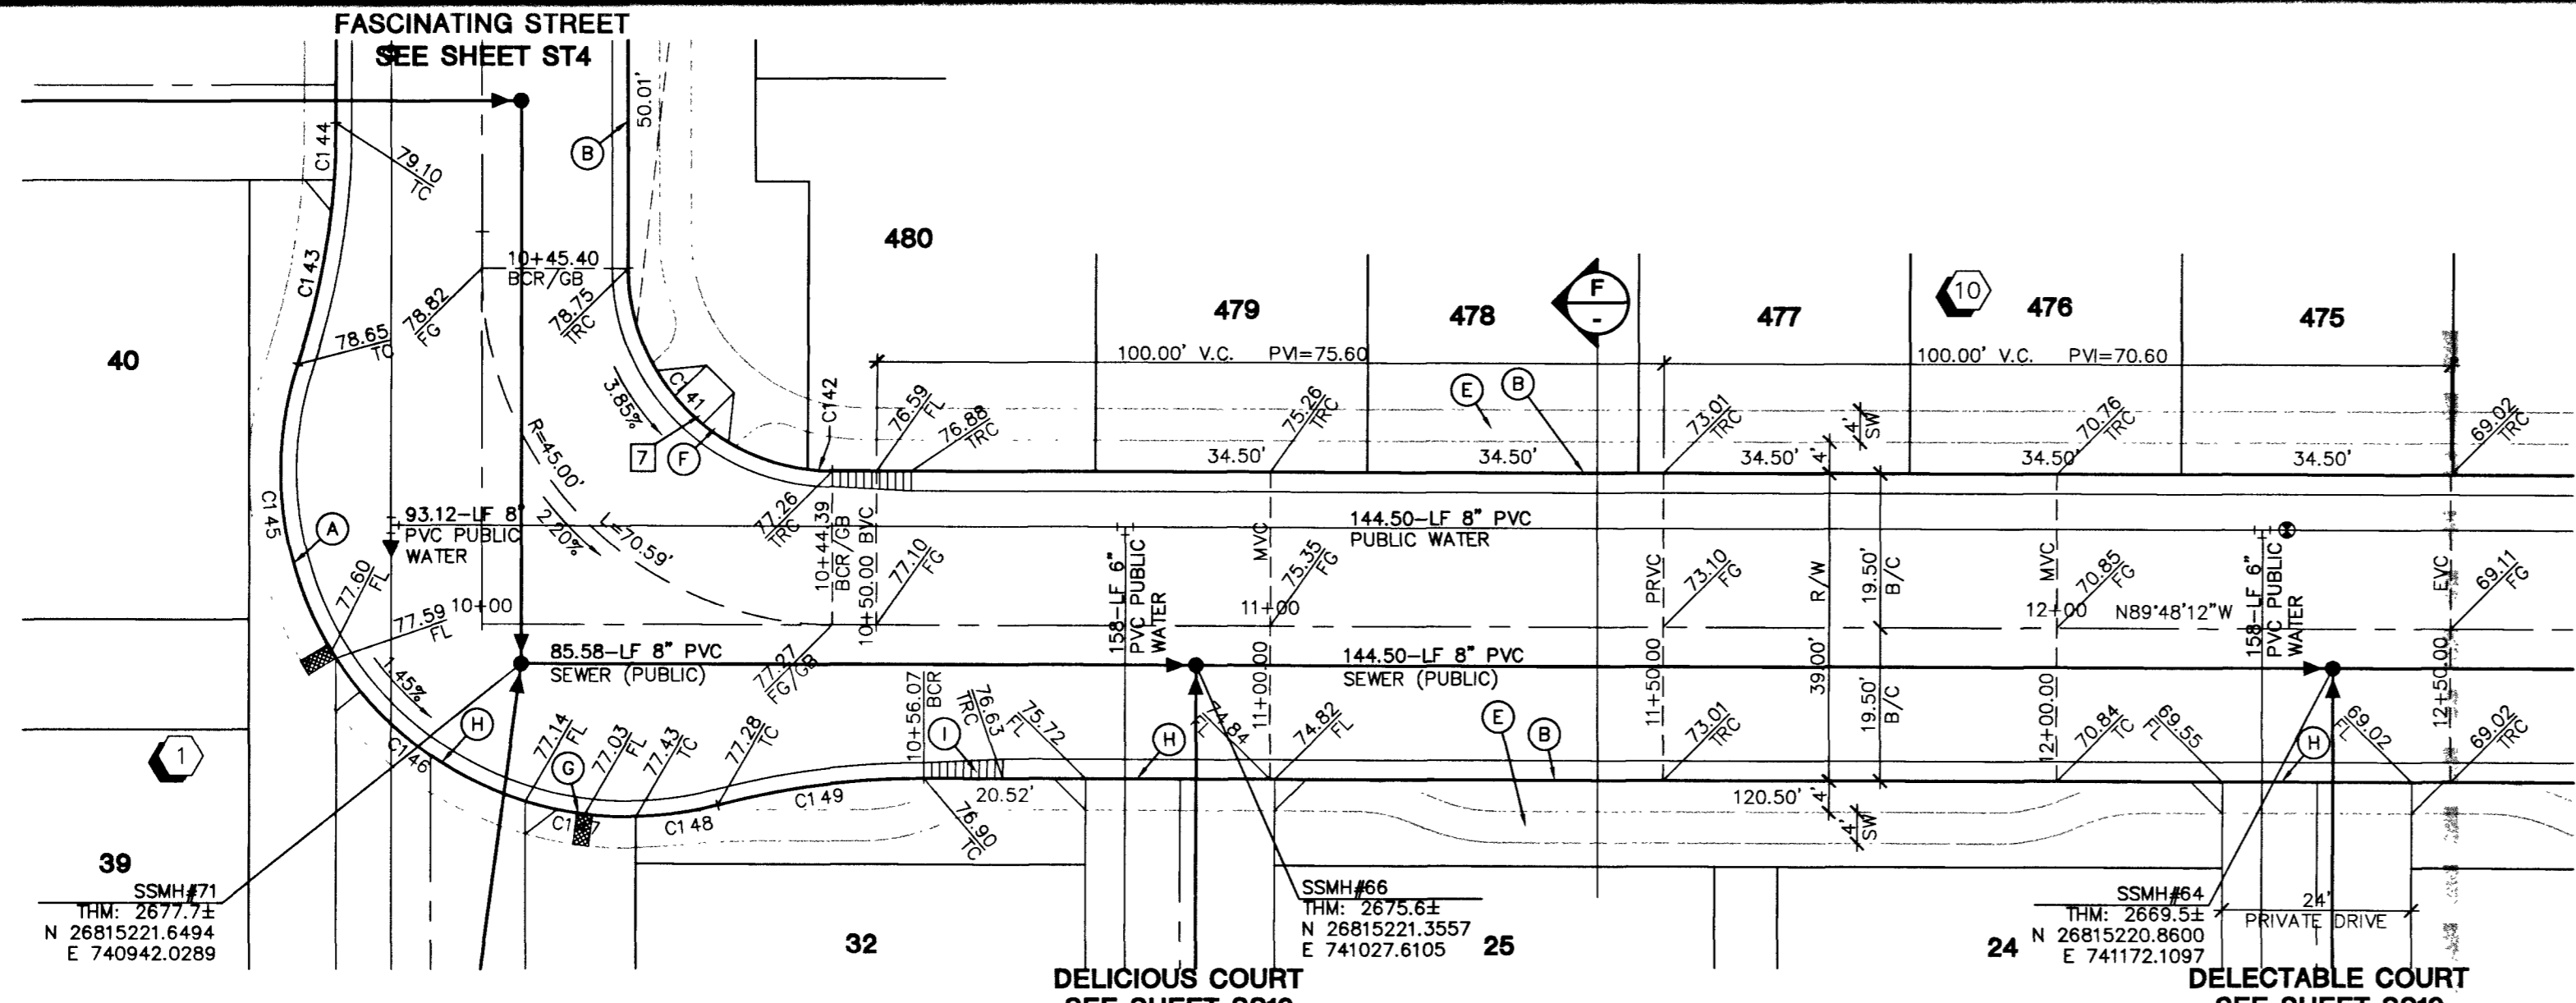 FASCINATING STREET
SEE SHEET ST4
50.01'
B
C144
79.10
TC
480
10+45.40
BCR/GB
C143
78.82
FG
78.75
TRC
78.65
TC
40
479
478
F
-
477
10
476
475
100.00' V.C. PVI=75.60
100.00' V.C. PVI=70.60
3.85%
C1 41
7
F
C142
76.59
FL
76.88
TRC
75.26
TRC
E
B
73.01
TRC
4'
SW
4'
70.76
TRC
69.02
TRC
34.50'
34.50'
34.50'
34.50'
34.50'
R=45.00'
2.20%
L=70.59'
C145
A
93.12-LF 8"
PVC PUBLIC
WATER
77.26
TRC
10+44.39
BCR/GB
10+50.00 BVC
77.10
FG
158-LF 6"
PVC PUBLIC
WATER
MVC
75.35
FG
144.50-LF 8" PVC
PUBLIC WATER
PRVC
73.10
FG
R/W
19.50'
B/C
MVC
70.85
FG
158-LF 6"
PVC PUBLIC
WATER
EVC
69.11
FG
77.60
FL
77.59
FL
10+00
11+00
12+00
N89°48'12"W
85.58-LF 8" PVC
SEWER (PUBLIC)
77.27
FG/GB
144.50-LF 8" PVC
SEWER (PUBLIC)
11+00.00
11+50.00
39.00'
19.50'
B/C
12+00.00
12+50.00
1.45%
H
C146
77.14
FL
G
77.03
FL
77.43
TC
77.28
TC
10+56.07
BCR
I
76.63
TRC
75.72
FL
H
74.84
FL
74.82
FL
E
B
73.01
TRC
70.84
TC
69.55
FL
H
69.02
FL
69.02
TRC
1
C148
C149
20.52'
76.90
TC
120.50'
4'
4'
SW
39
SSMH#71
THM: 2677.7±
N 26815221.6494
E 740942.0289
32
SSMH#66
THM: 2675.6±
N 26815221.3557
E 741027.6105
25
24
SSMH#64
THM: 2669.5±
N 26815220.8600
E 741172.1097
24'
PRIVATE DRIVE
DELICIOUS COURT
DELECTABLE COURT